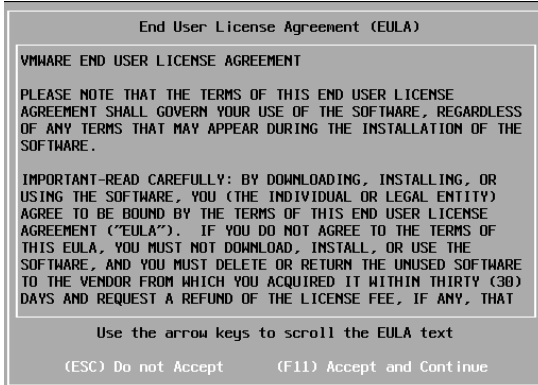 End User License Agreement (EULA)
VMWARE END USER LICENSE AGREEMENT
PLEASE NOTE THAT THE TERMS OF THIS END USER LICENSE
AGREEMENT SHALL GOVERN YOUR USE OF THE SOFTWARE, REGARDLESS
OF ANY TERMS THAT MAY APPEAR DURING THE INSTALLATION OF THE
SOFTWARE.
IMPORTANT-READ CAREFULLY: BY DOWNLOADING, INSTALLING, OR
USING THE SOFTWARE, YOU (THE INDIVIDUAL OR LEGAL ENTITY)
AGREE TO BE BOUND BY THE TERMS OF THIS END USER LICENSE
AGREEMENT ("EULA"). IF YOU DO NOT AGREE TO THE TERMS OF
THIS EULA, YOU MUST NOT DOWNLOAD, INSTALL, OR USE THE
SOFTWARE, AND YOU MUST DELETE OR RETURN THE UNUSED SOFTWARE
TO THE VENDOR FROM WHICH YOU ACQUIRED IT WITHIN THIRTY (30)
DAYS AND REQUEST A REFUND OF THE LICENSE FEE, IF ANY, THAT
Use the arrow keys to scroll the EULA text
(ESC) Do not Accept (F11) Accept and Continue